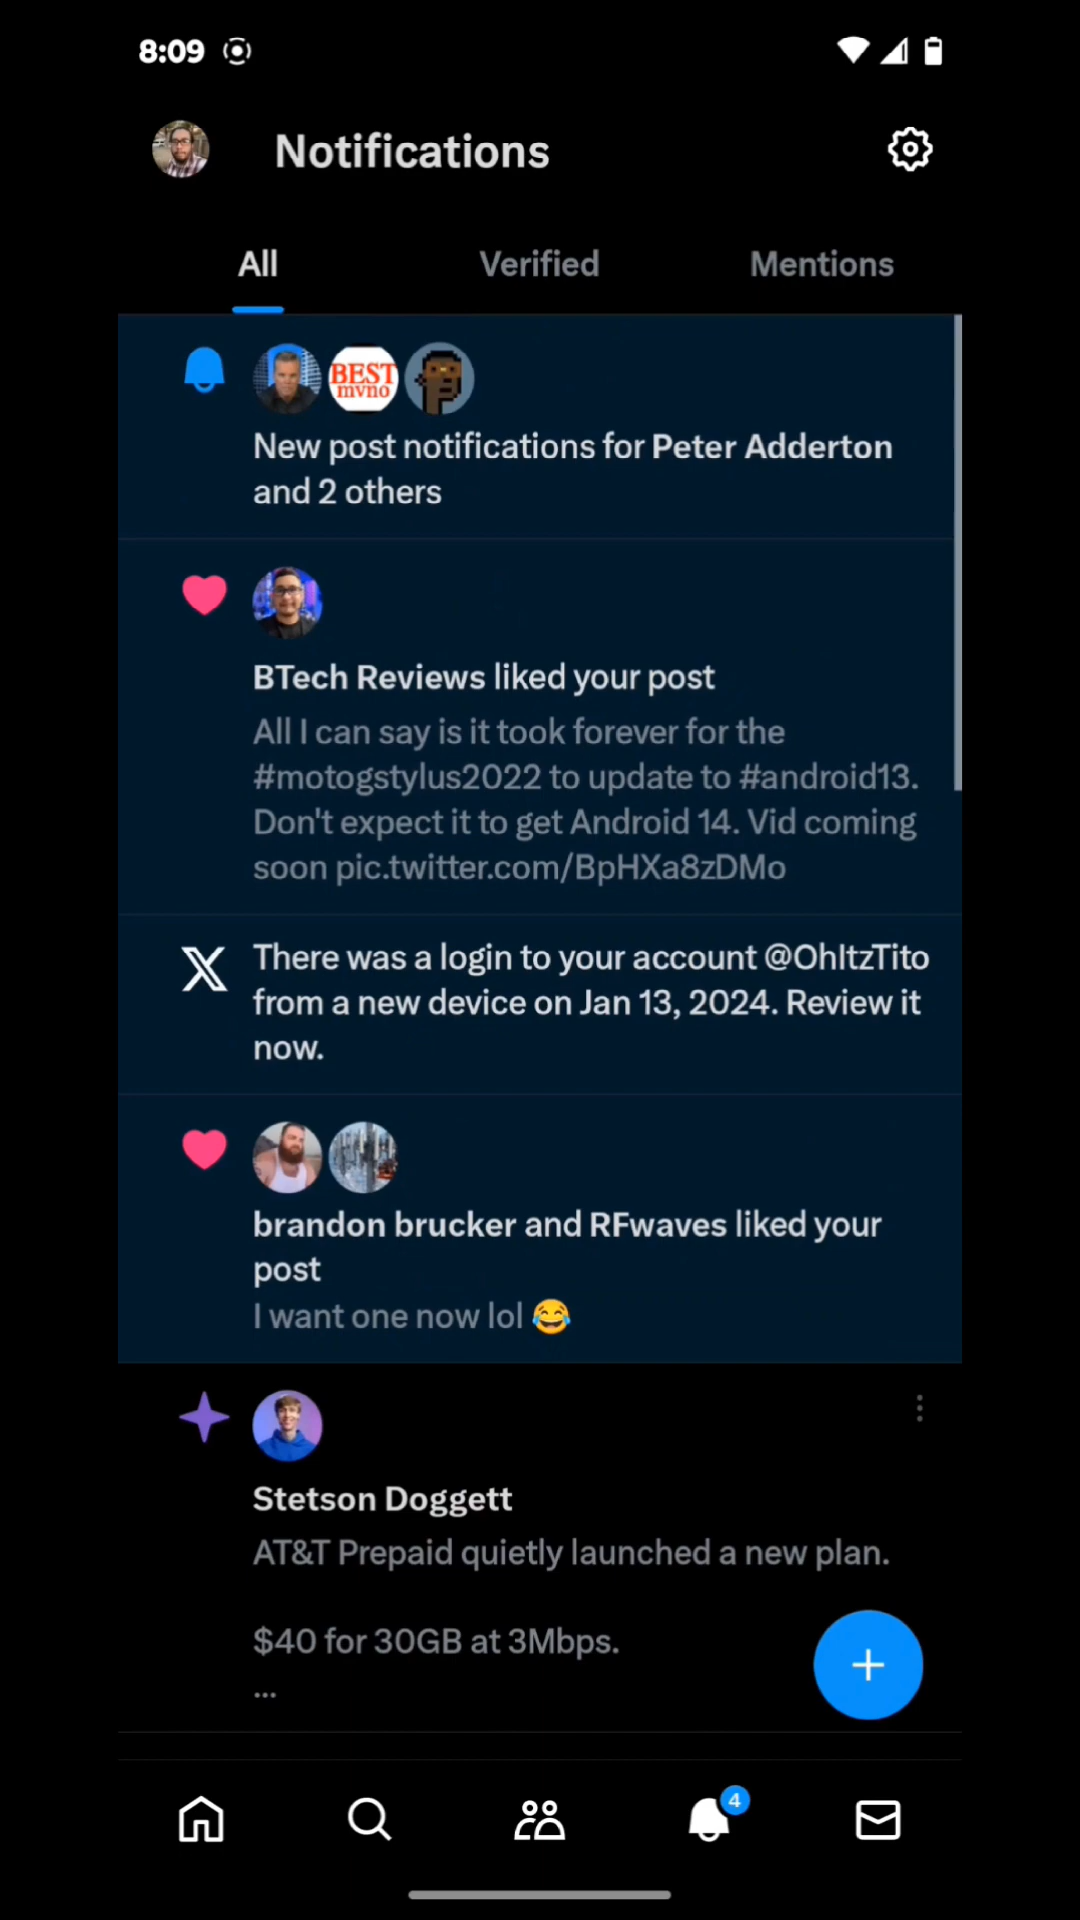 8:09
Notifications
All Verified Mentions
BEST
mvno
New post notifications for Peter Adderton
and 2 others
BTech Reviews liked your post
All I can say is it took forever for the
#motogstylus2022 to update to #android13.
Don't expect it to get Android 14. Vid coming
soon pic.twitter.com/BpHXa8zDMo
There was a login to your account @OhItzTito
from a new device on Jan 13, 2024. Review it
now.
brandon brucker and RFwaves liked your
post
I want one now lol 😂
Stetson Doggett
AT&T Prepaid quietly launched a new plan.
$40 for 30GB at 3Mbps.
...
4